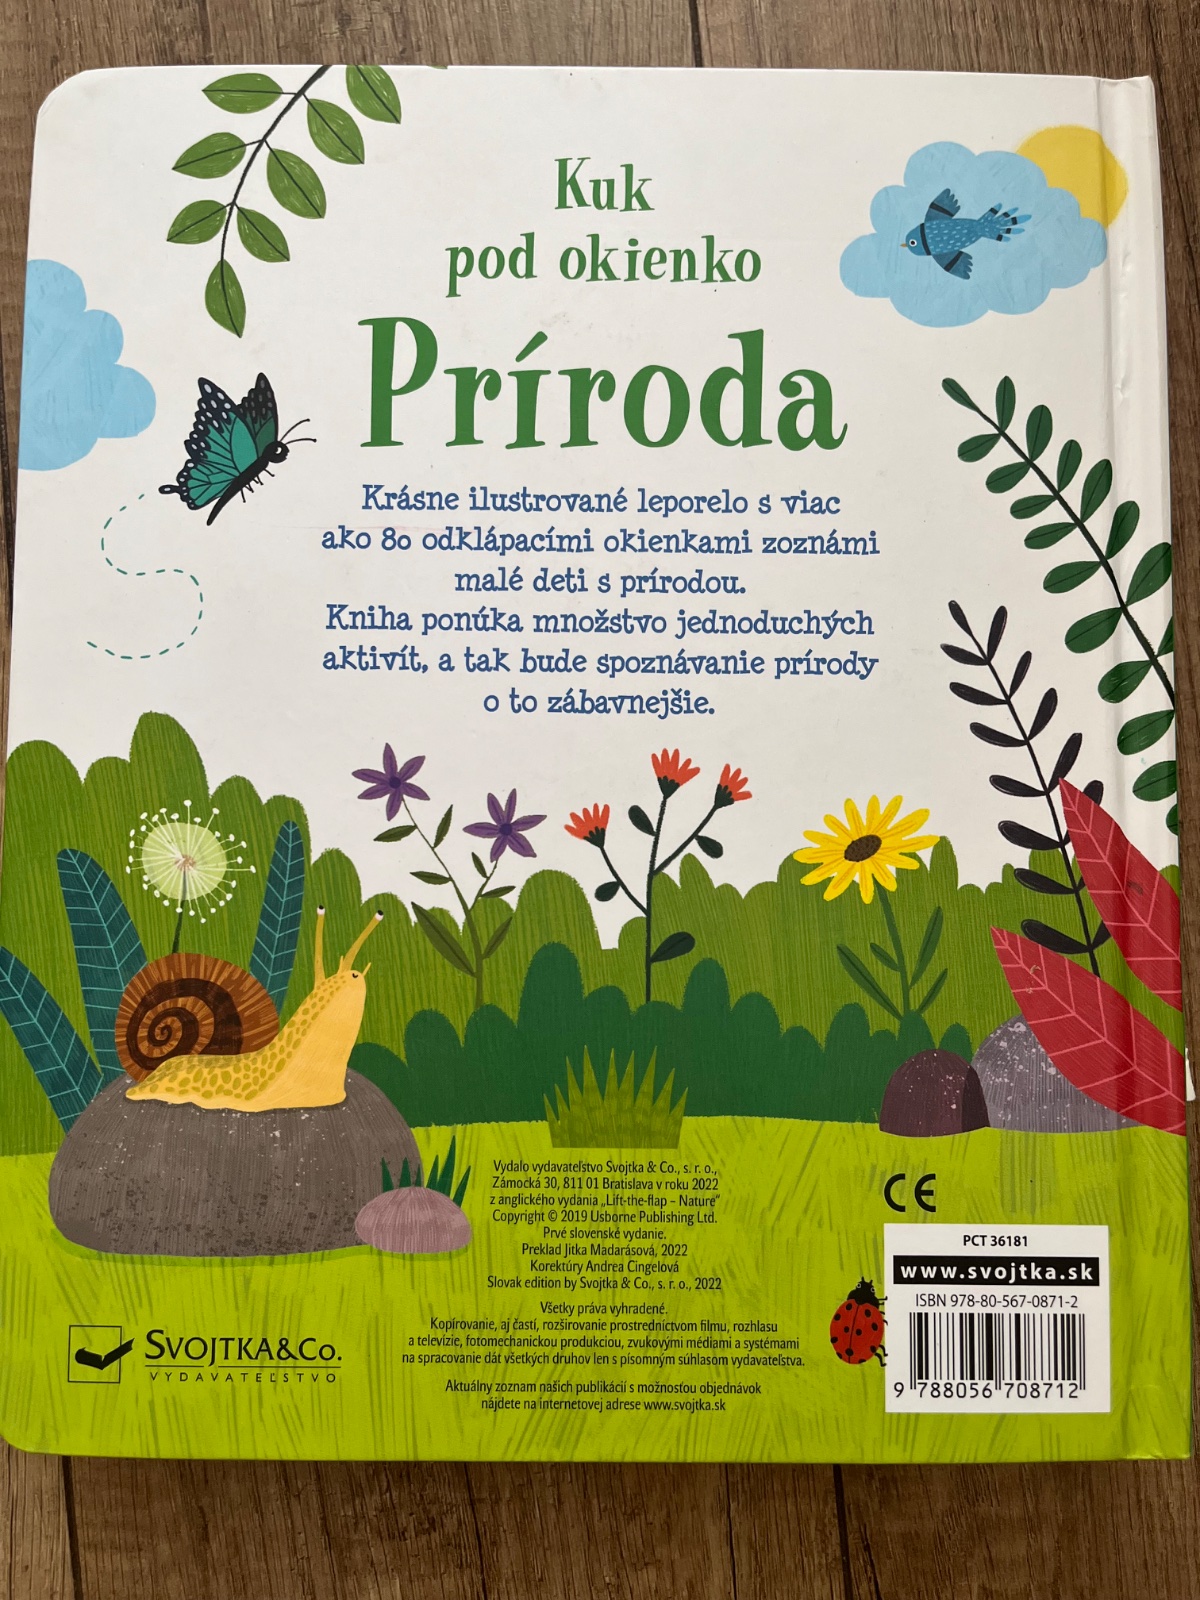 Kuk
pod okienko
Príroda
Krásne ilustrované leporelo s viac
ako 80 odklápacími okienkami zoznámi
malé deti s prírodou.
Kniha ponúka množstvo jednoduchých
aktivít, a tak bude spoznávanie prírody
o to zábavnejšie.
Vydalo vydavateľstvo Svojtka & Co., s. r. o.,
Zámocká 30, 811 01 Bratislava v roku 2022
z anglického vydania „Lift-the-flap – Nature“
Copyright © 2019 Usborne Publishing Ltd.
Prvé slovenské vydanie.
Preklad Jitka Madarásová, 2022
Korektúry Andrea Cingelová
Slovak edition by Svojtka & Co., s. r. o., 2022
Všetky práva vyhradené.
Kopírovanie, aj častí, rozširovanie prostredníctvom filmu, rozhlasu
a televízie, fotomechanickou produkciou, zvukovými médiami a systémami
na spracovanie dát všetkých druhov len s písomným súhlasom vydavateľstva.
Aktuálny zoznam našich publikácií s možnosťou objednávok
nájdete na internetovej adrese www.svojtka.sk
SVOJTKA&CO.
VYDAVATEĽSTVO
CE
PCT 36181
www.svojtka.sk
ISBN 978-80-567-0871-2
9 788056 708712